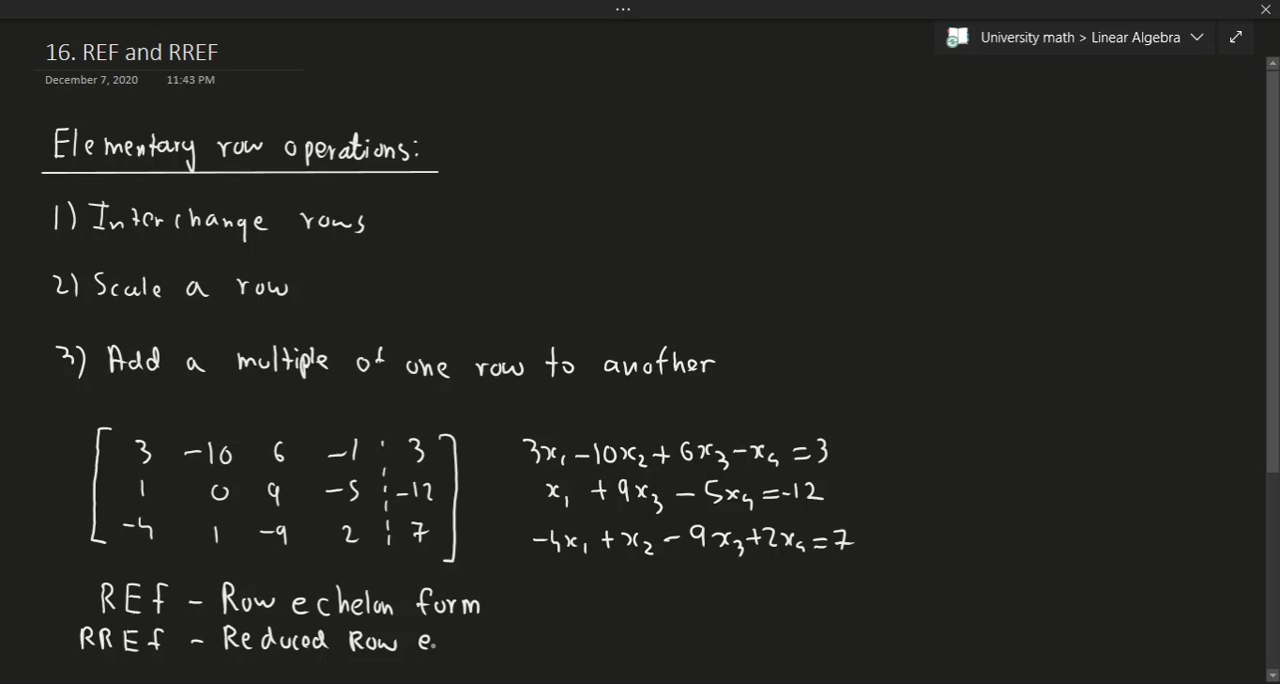 16. REF and RREF
University math > Linear Algebra
December 7, 2020 11:43 PM
Elementary row operations:
1) Interchange rows
2) Scale a row
3) Add a multiple of one row to another
3 -10 6 -1 3 3x₁ - 10x₂ + 6x₃ - x₄ = 3
1 0 9 -5 -12 x₁ + 9x₃ - 5x₄ = -12
-4 1 -9 2 7 -4x₁ + x₂ - 9x₃ + 2x₄ = 7
REF - Row echelon form
RREF - Reduced Row e